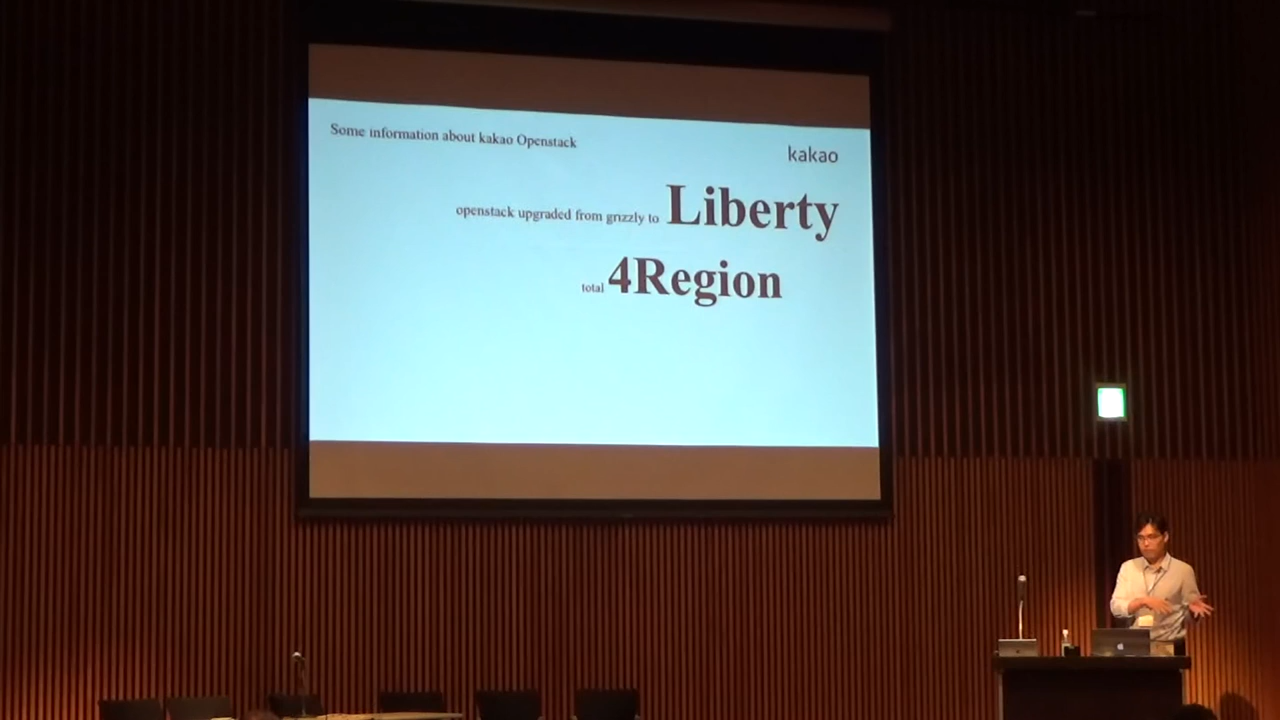 Some information about kakao Openstack
kakao
openstack upgraded from grizzly to Liberty
total 4Region